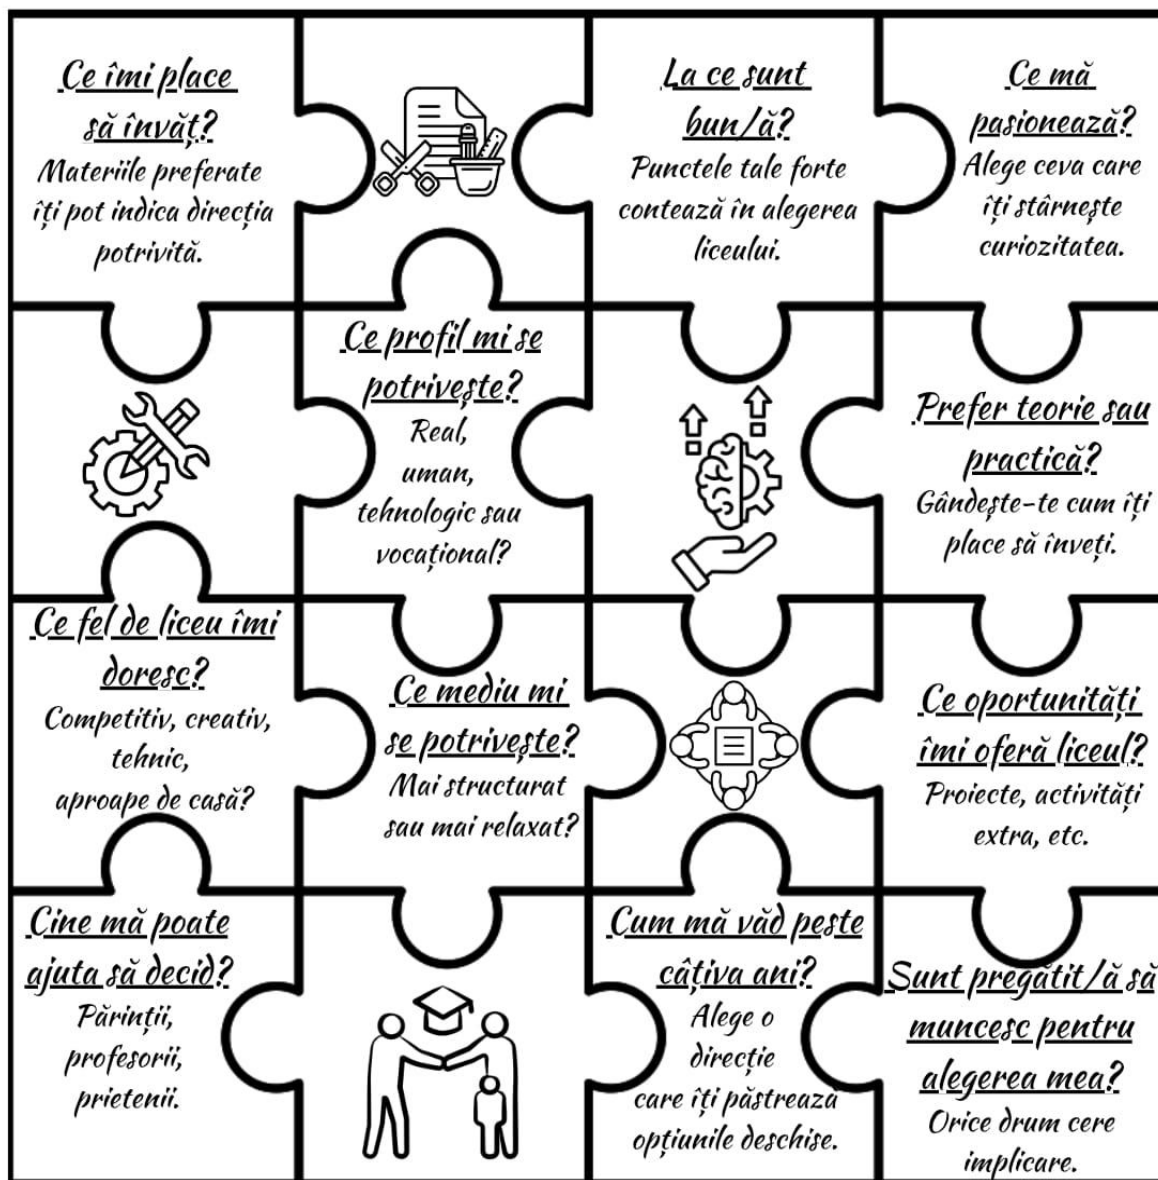 Ce îmi place
să învăț?
Materiile preferate
îți pot indica direcția
potrivită.
La ce sunt
bun/ă?
Punctele tale forte
contează în alegerea
liceului.
Ce mă
pasionează?
Alege ceva care
îți stârnește
curiozitatea.
Ce profil mi se
potrivește?
Real,
uman,
tehnologic sau
vocațional?
Prefer teorie sau
practică?
Gândește-te cum îți
place să înveți.
Ce fel de liceu îmi
doresc?
Competitiv, creativ,
tehnic,
aproape de casă?
Ce mediu mi
se potrivește?
Mai structurat
sau mai relaxat?
Ce oportunități
îmi oferă liceul?
Proiecte, activități
extra, etc.
Cine mă poate
ajuta să decid?
Părinții,
profesorii,
prietenii.
Cum mă văd peste
câțiva ani?
Alege o
direcție
care îți păstrează
opțiunile deschise.
Sunt pregătit/ă să
muncesc pentru
alegerea mea?
Orice drum cere
implicare.